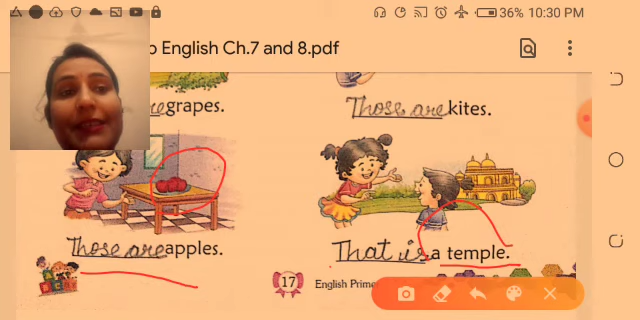 36% 10:30 PM
English Ch.7 and 8.pdf
grapes.
Those are kites.
Those are apples.
That is a temple.
17
English Prime